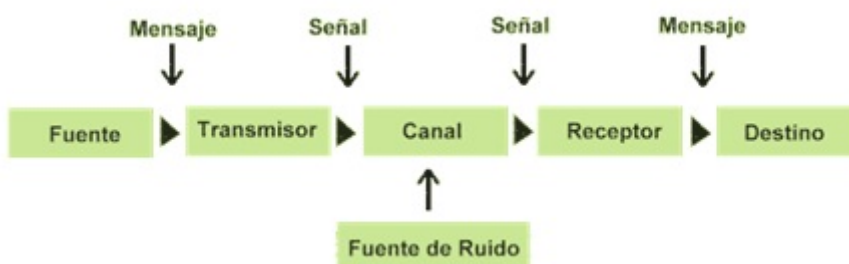 Mensaje Señal Señal Mensaje
Fuente Transmisor Canal Receptor Destino
Fuente de Ruido